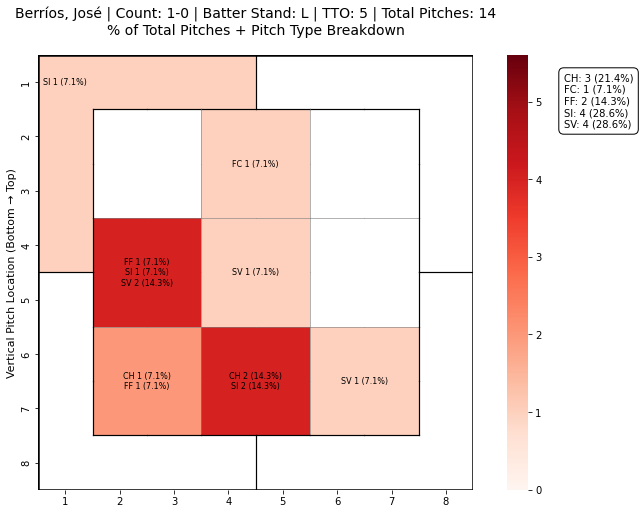 Berríos, José | Count: 1-0 | Batter Stand: L | TTO: 5 | Total Pitches: 14
% of Total Pitches + Pitch Type Breakdown
CH: 3 (21.4%)
FC: 1 (7.1%)
FF: 2 (14.3%)
SI: 4 (28.6%)
SV: 4 (28.6%)
Vertical Pitch Location (Bottom → Top)
1
2
3
4
5
6
7
8
SI 1 (7.1%)
FC 1 (7.1%)
FF 1 (7.1%)
SI 1 (7.1%)
SV 2 (14.3%)
SV 1 (7.1%)
CH 1 (7.1%)
FF 1 (7.1%)
CH 2 (14.3%)
SI 2 (14.3%)
SV 1 (7.1%)
1 2 3 4 5 6 7 8
5
4
3
2
1
0